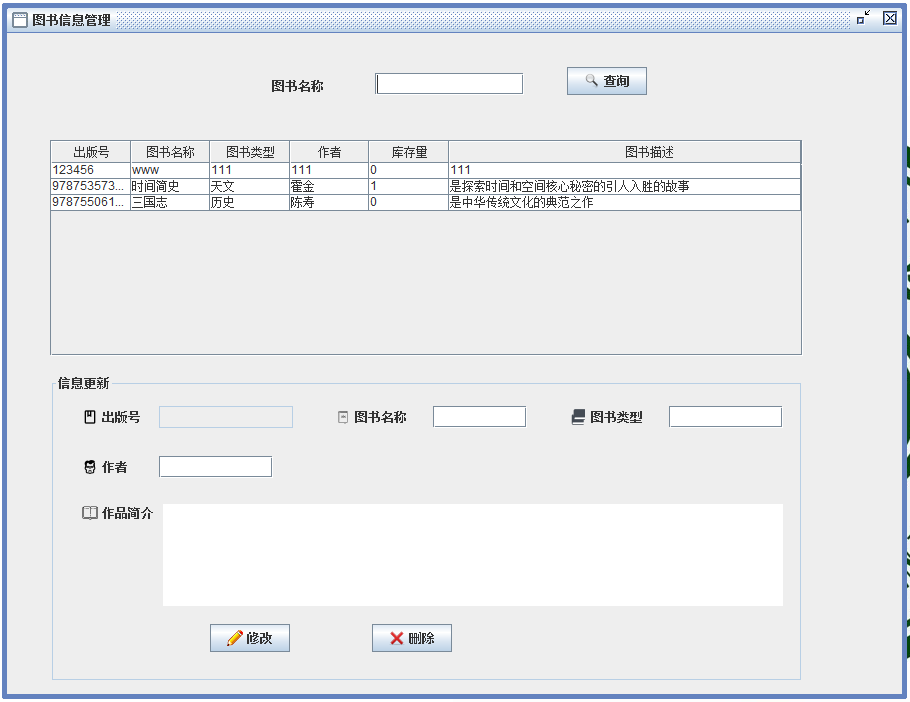 图书信息管理
图书名称 查询
出版号 图书名称 图书类型 作者 库存量 图书描述
123456 www 111 111 0 111
978753573... 时间简史 天文 霍金 1 是探索时间和空间核心秘密的引人入胜的故事
978755061... 三国志 历史 陈寿 0 是中华传统文化的典范之作
信息更新
出版号 图书名称 图书类型
作者
作品简介
修改 删除